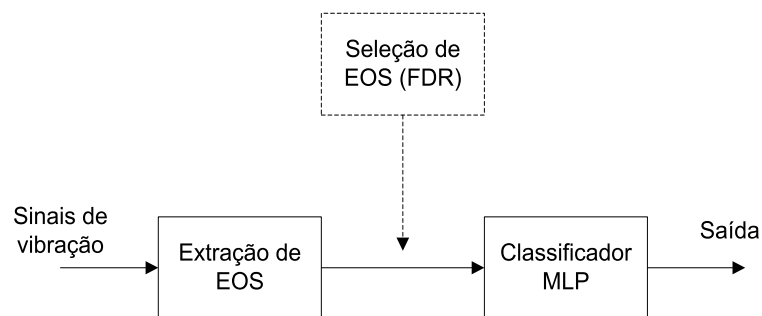 Seleção de
EOS (FDR)
Sinais de
vibração
Extração de
EOS
Classificador
MLP
Saída